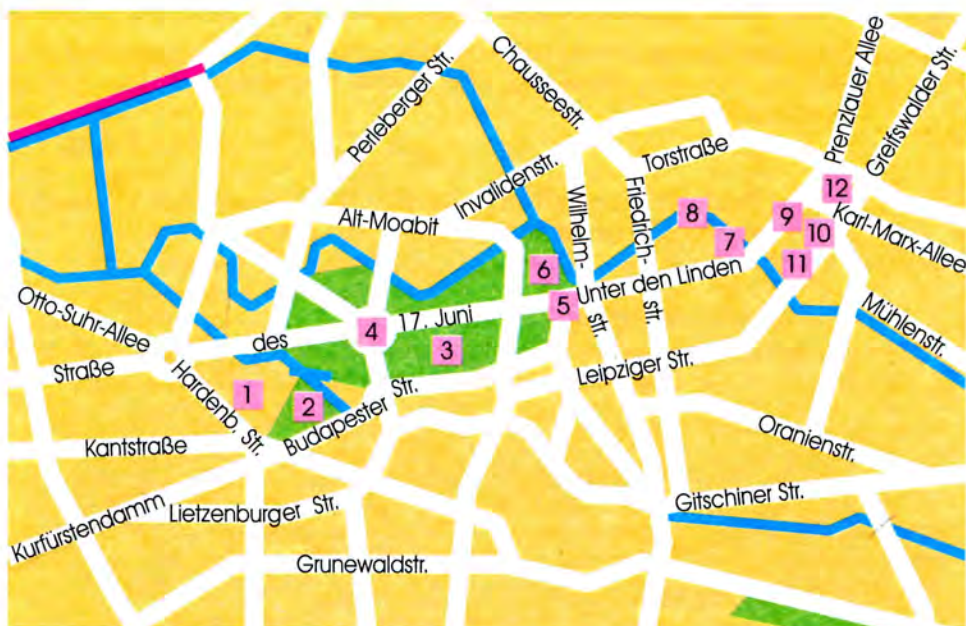 Perleberger Str.
Chausseestr.
Prenzlauer Allee
Greifswalder Str.
Invalidenstr.
Torstraße
Alt-Moabit
Wilhelm-
str.
Friedrich-
str.
12
8
9
10
Karl-Marx-Allee
7
11
6
5
Unter den Linden
Otto-Suhr-Allee
4
17. Juni
3
Mühlenstr.
Straße
des
Leipziger Str.
1
2
Hardenb. Str.
Budapester Str.
Kantstraße
Oranienstr.
Kurfürstendamm
Lietzenburger Str.
Gitschiner Str.
Grunewaldstr.